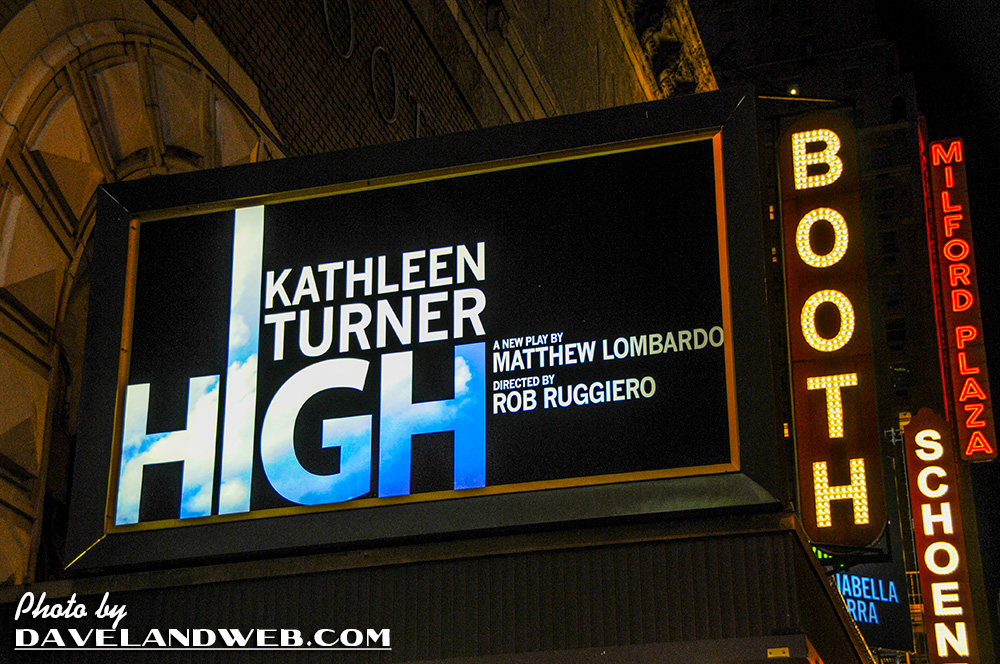 KATHLEEN
TURNER
HIGH
A NEW PLAY BY
MATTHEW LOMBARDO
DIRECTED BY
ROB RUGGIERO
BOOTH
MILFORD PLAZA
SCHOEN
Photo by
DAVELANDWEB.COM